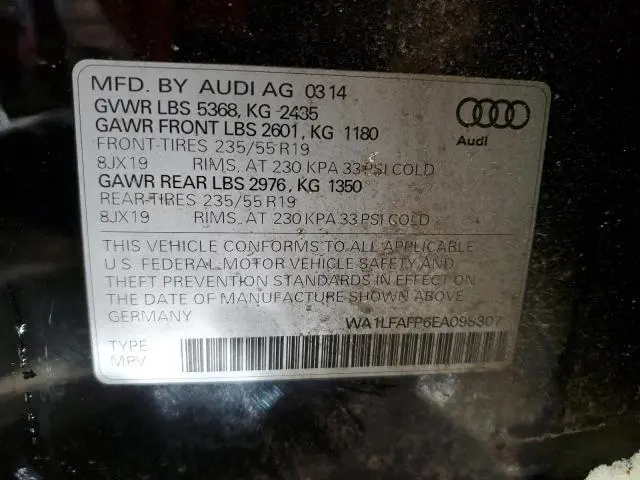 MFD. BY AUDI AG 0314
GVWR LBS 5368, KG 2435
GAWR FRONT LBS 2601, KG 1180
FRONT-TIRES 235/55 R19
8JX19 RIMS, AT 230 KPA 33 PSI COLD
GAWR REAR LBS 2976, KG 1350
REAR-TIRES 235/55 R19
8JX19 RIMS, AT 230 KPA 33 PSI COLD
Audi
THIS VEHICLE CONFORMS TO ALL APPLICABLE
U.S. FEDERAL MOTOR VEHICLE SAFETY AND
THEFT PREVENTION STANDARDS IN EFFECT ON
THE DATE OF MANUFACTURE SHOWN ABOVE
GERMANY WA1LFAFP6EA098307
TYPE
MPV